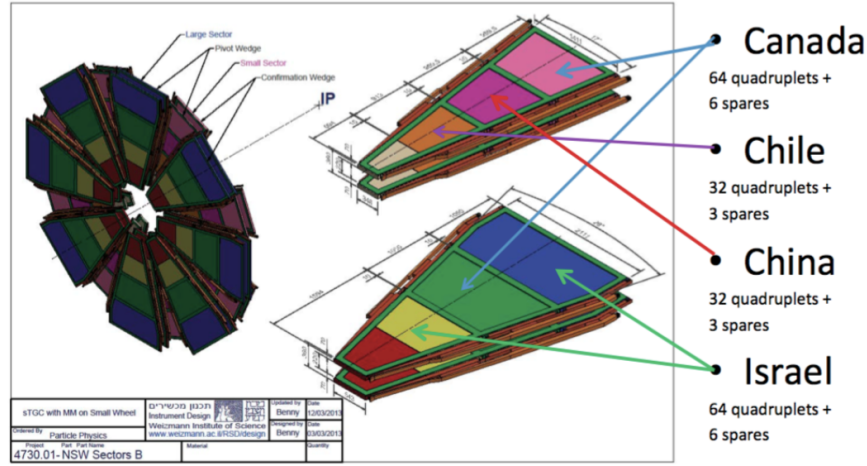 Large Sector
Pivot Wedge
Small Sector
Confirmation Wedge
IP
Canada
64 quadruplets +
6 spares
Chile
32 quadruplets +
3 spares
China
32 quadruplets +
3 spares
Israel
64 quadruplets +
6 spares
sTGC with MM on Small Wheel
תכנון מכשירים
Instrument Design
Weizmann Institute of Science
www.weizmann.ac.il/RSD/design
Updated by
Benny
Date
12/03/2013
Designed by
Benny
Date
03/03/2013
Ordered By
Particle Physics
Project
Part
Part Name
4730.01- NSW Sectors B
Material
Quantity